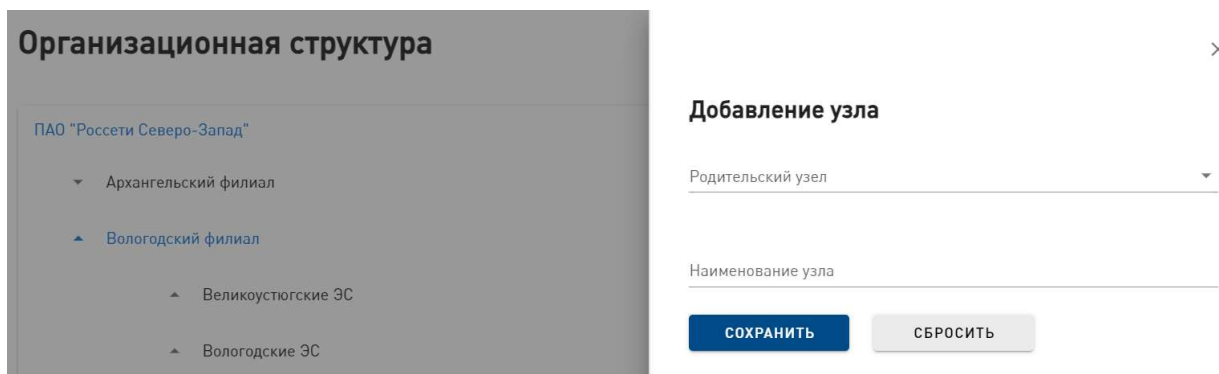 Организационная структура
ПАО "Россети Северо-Запад"
Архангельский филиал
Вологодский филиал
Великоустюгские ЭС
Вологодские ЭС
Добавление узла
Родительский узел
Наименование узла
СОХРАНИТЬ СБРОСИТЬ